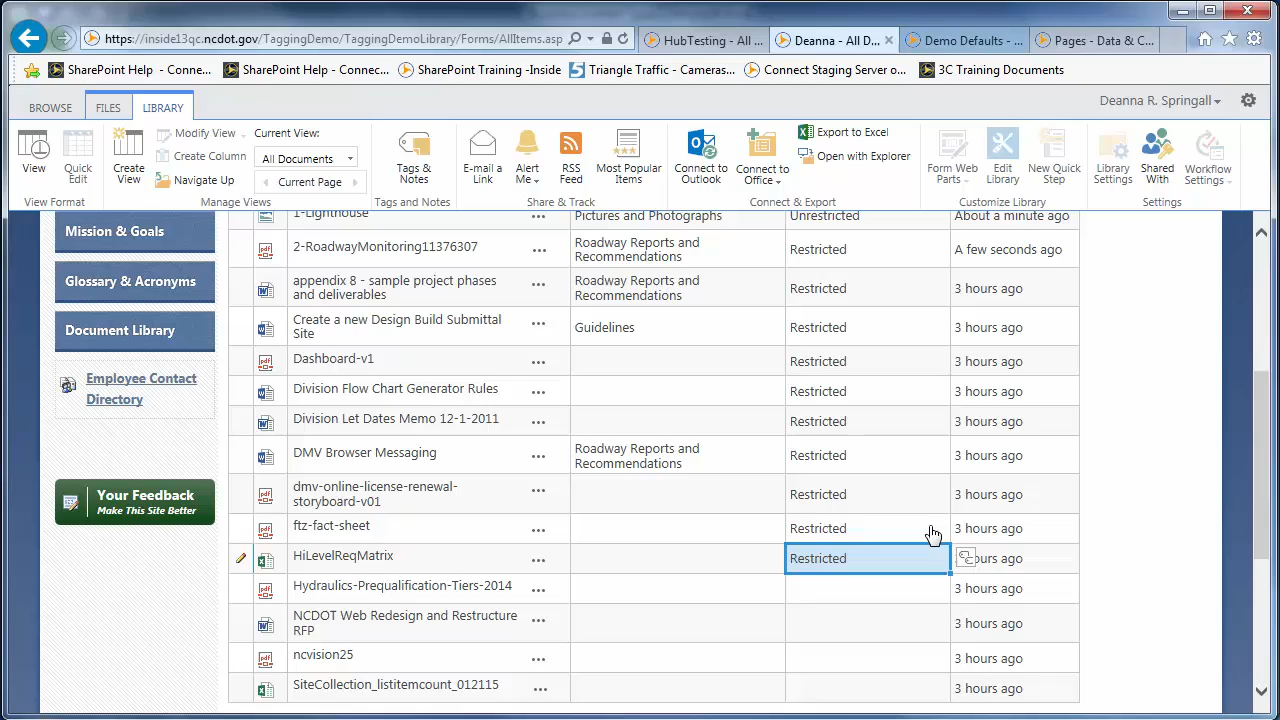 https://inside13qc.ncdot.gov/TaggingDemo/TaggingDemoLibrary/Forms/AllItems.asp
HubTesting - All ...
Deanna - All D...
Demo Defaults - ...
Pages - Data & C...
SharePoint Help - Conne...
SharePoint Help - Connec...
SharePoint Training -Inside
Triangle Traffic - Cameras...
Connect Staging Server o...
3C Training Documents
BROWSE
FILES
LIBRARY
Deanna R. Springall
View
Quick Edit
View Format
Create View
Modify View
Create Column
Navigate Up
Current View:
All Documents
Current Page
Manage Views
Tags & Notes
Tags and Notes
E-mail a Link
Alert Me
RSS Feed
Most Popular Items
Share & Track
Connect to Outlook
Connect to Office
Export to Excel
Open with Explorer
Connect & Export
Form Web Parts
Edit Library
New Quick Step
Customize Library
Library Settings
Shared With
Workflow Settings
Settings
Mission & Goals
Glossary & Acronyms
Document Library
Employee Contact
Directory
Your Feedback
Make This Site Better
1-Lighthouse Pictures and Photographs Unrestricted About a minute ago
2-RoadwayMonitoring11376307 ... Roadway Reports and Recommendations Restricted A few seconds ago
appendix 8 - sample project phases and deliverables ... Roadway Reports and Recommendations Restricted 3 hours ago
Create a new Design Build Submittal Site ... Guidelines Restricted 3 hours ago
Dashboard-v1 ... Restricted 3 hours ago
Division Flow Chart Generator Rules ... Restricted 3 hours ago
Division Let Dates Memo 12-1-2011 ... Restricted 3 hours ago
DMV Browser Messaging ... Roadway Reports and Recommendations Restricted 3 hours ago
dmv-online-license-renewal-storyboard-v01 ... Restricted 3 hours ago
ftz-fact-sheet ... Restricted 3 hours ago
HiLevelReqMatrix ... Restricted ours ago
Hydraulics-Prequalification-Tiers-2014 ... 3 hours ago
NCDOT Web Redesign and Restructure RFP ... 3 hours ago
ncvision25 ... 3 hours ago
SiteCollection_listitemcount_012115 ... 3 hours ago